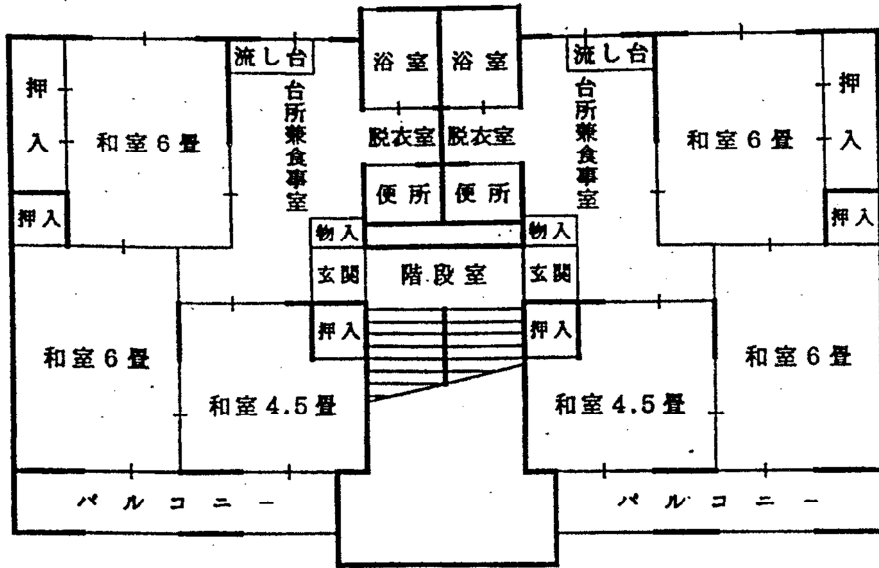 流し台
浴室
浴室
流し台
押入
和室6畳
台所兼食事室
脱衣室
脱衣室
台所兼食事室
和室6畳
押入
押入
便所
便所
押入
物入
物入
玄関
階段室
玄関
押入
押入
和室6畳
和室4.5畳
和室4.5畳
和室6畳
バルコニー
バルコニー